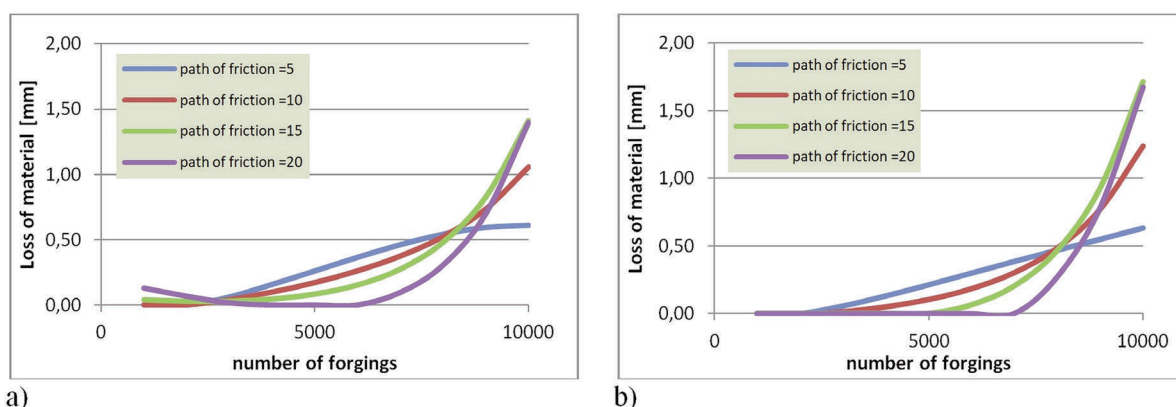 2,00
1,50
1,00
0,50
0,00
Loss of material [mm]
path of friction =5
path of friction =10
path of friction =15
path of friction =20
0
5000
10000
number of forgings
a)
2,00
1,50
1,00
0,50
0,00
Loss of material [mm]
path of friction =5
path of friction =10
path of friction =15
path of friction =20
0
5000
10000
number of forgings
b)